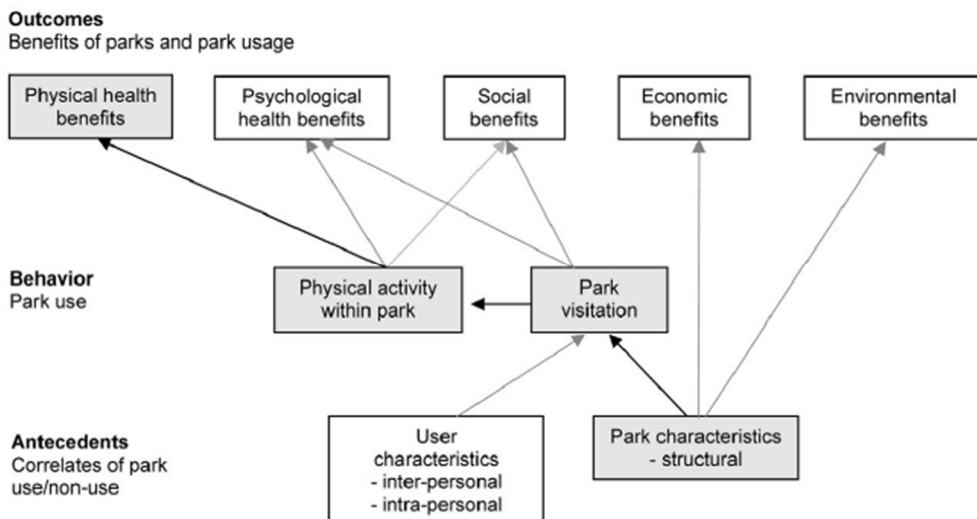 Outcomes
Benefits of parks and park usage
Physical health
benefits
Psychological
health benefits
Social
benefits
Economic
benefits
Environmental
benefits
Behavior
Park use
Physical activity
within park
Park
visitation
Antecedents
Correlates of park
use/non-use
User
characteristics
- inter-personal
- intra-personal
Park characteristics
- structural